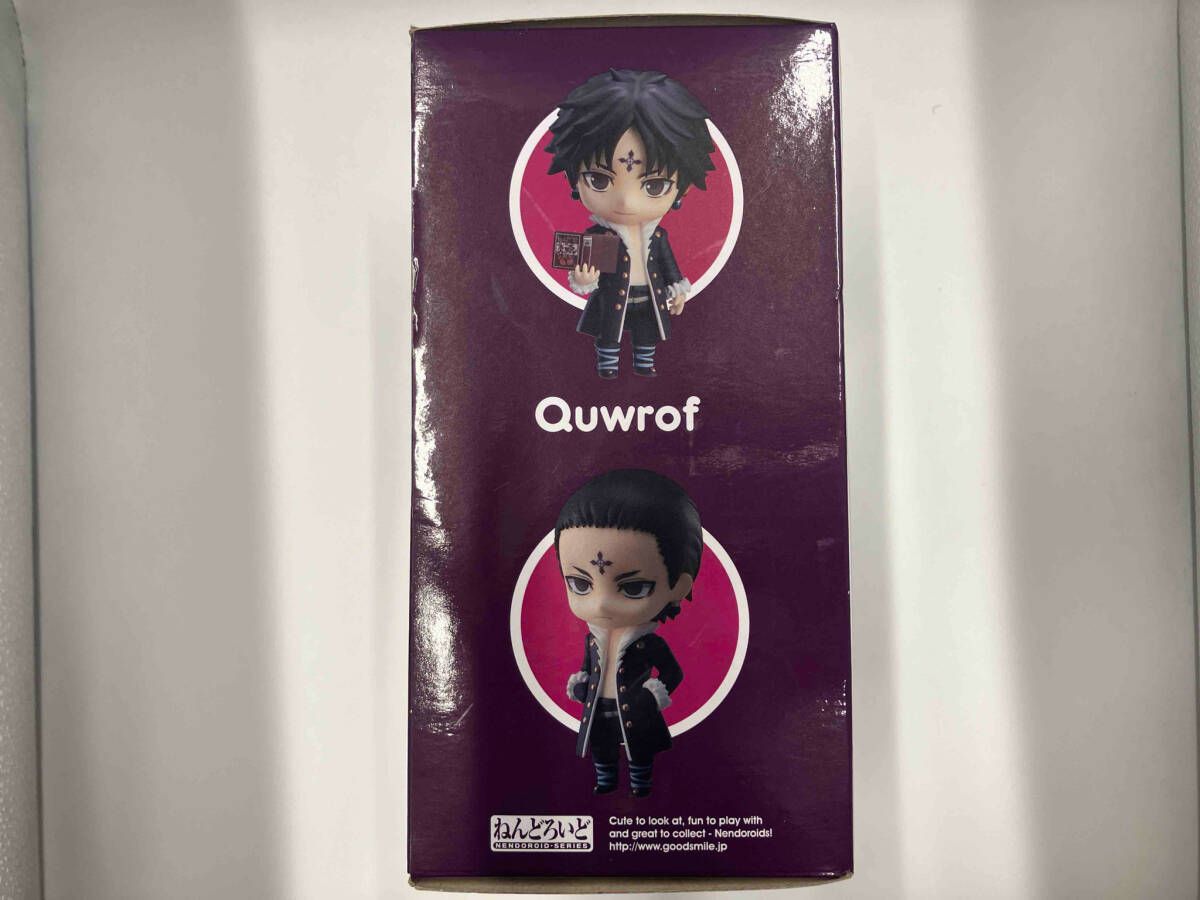 Quwrof
ねんどろいど
NENDOROID-SERIES
Cute to look at, fun to play with
and great to collect - Nendoroids!
http://www.goodsmile.jp